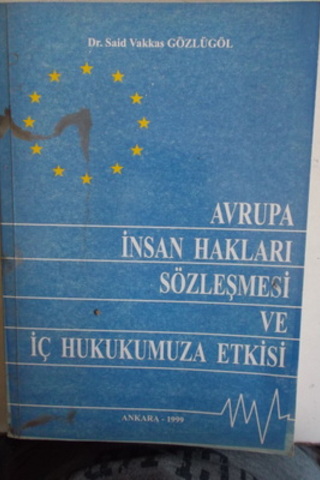 Dr. Said Vakkas GÖZLÜGÖL
AVRUPA
İNSAN HAKLARI
SÖZLEŞMESİ
VE
İÇ HUKUKUMUZA ETKİSİ
ANKARA - 1999